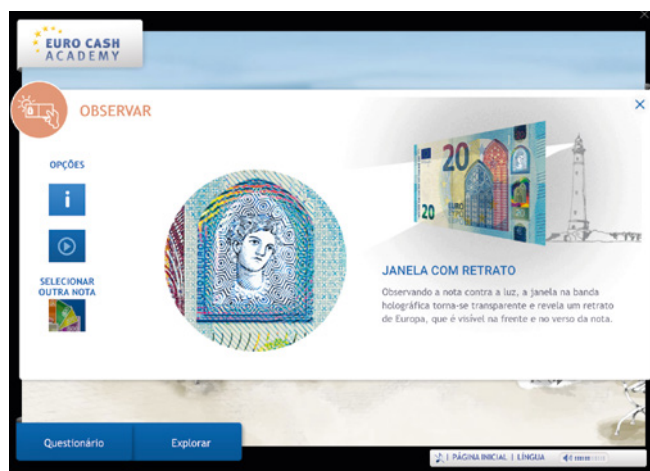 EURO CASH
ACADEMY
OBSERVAR
OPÇÕES
i
SELECIONAR
OUTRA NOTA
20
20
EURO
20
JANELA COM RETRATO
Observando a nota contra a luz, a janela na banda
holográfica torna-se transparente e revela um retrato
de Europa, que é visível na frente e no verso da nota.
Questionário
Explorar
| PÁGINA INICIAL | LÍNGUA